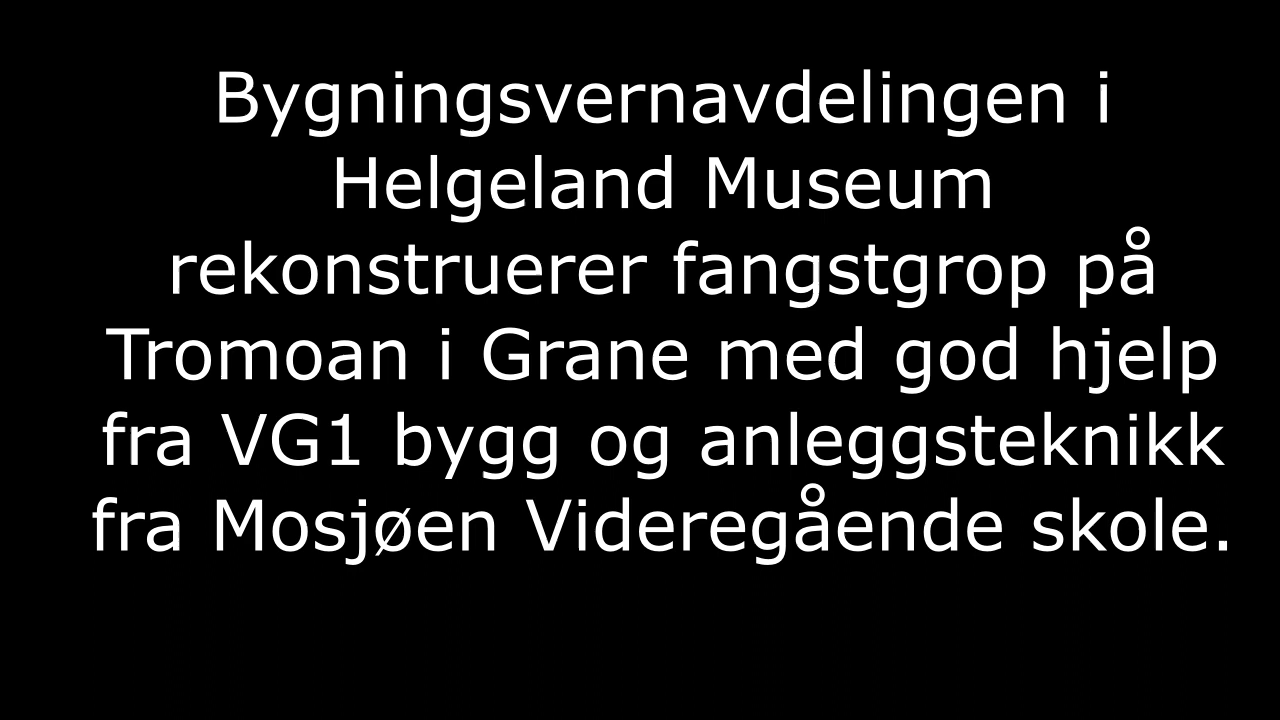 Bygningsvernavdelingen i
Helgeland Museum
rekonstruerer fangstgrop på
Tromoan i Grane med god hjelp
fra VG1 bygg og anleggsteknikk
fra Mosjøen Videregående skole.